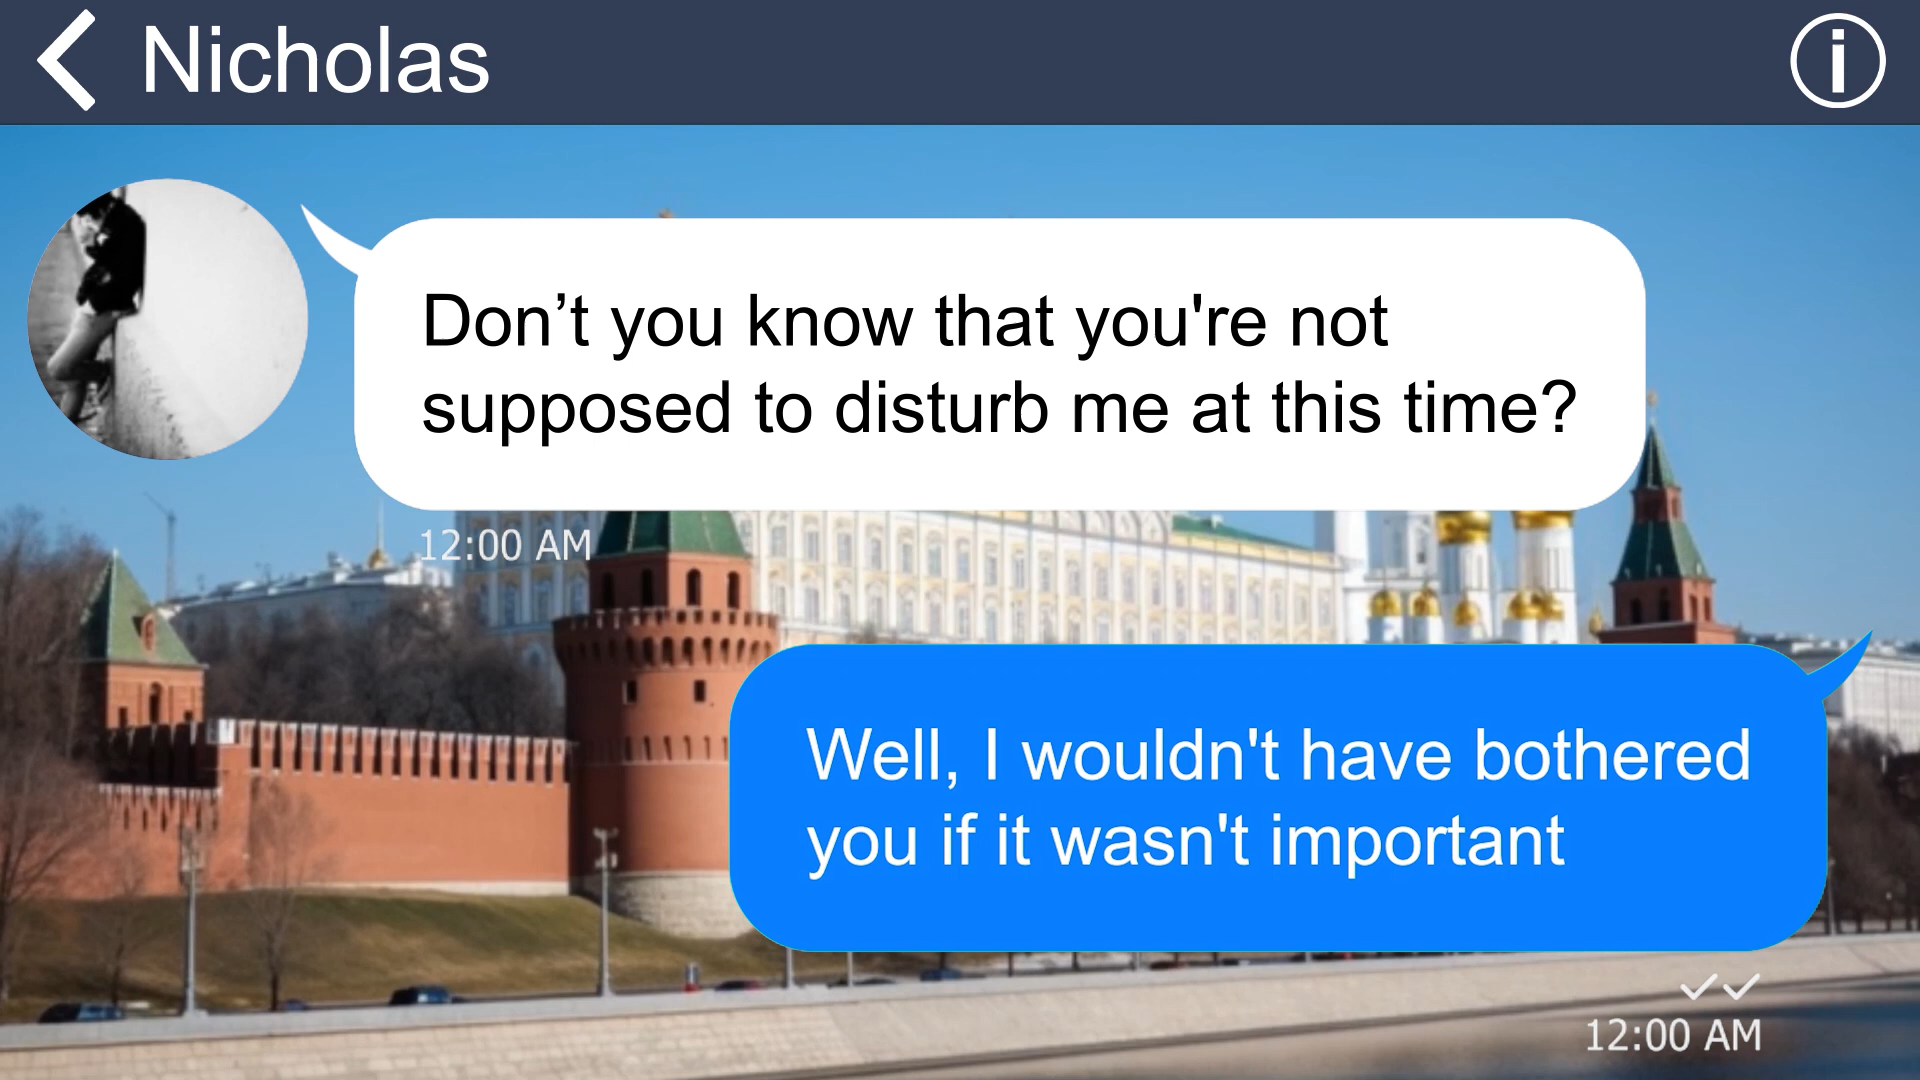 Nicholas
Don’t you know that you're not
supposed to disturb me at this time?
12:00 AM
Well, I wouldn't have bothered
you if it wasn't important
12:00 AM